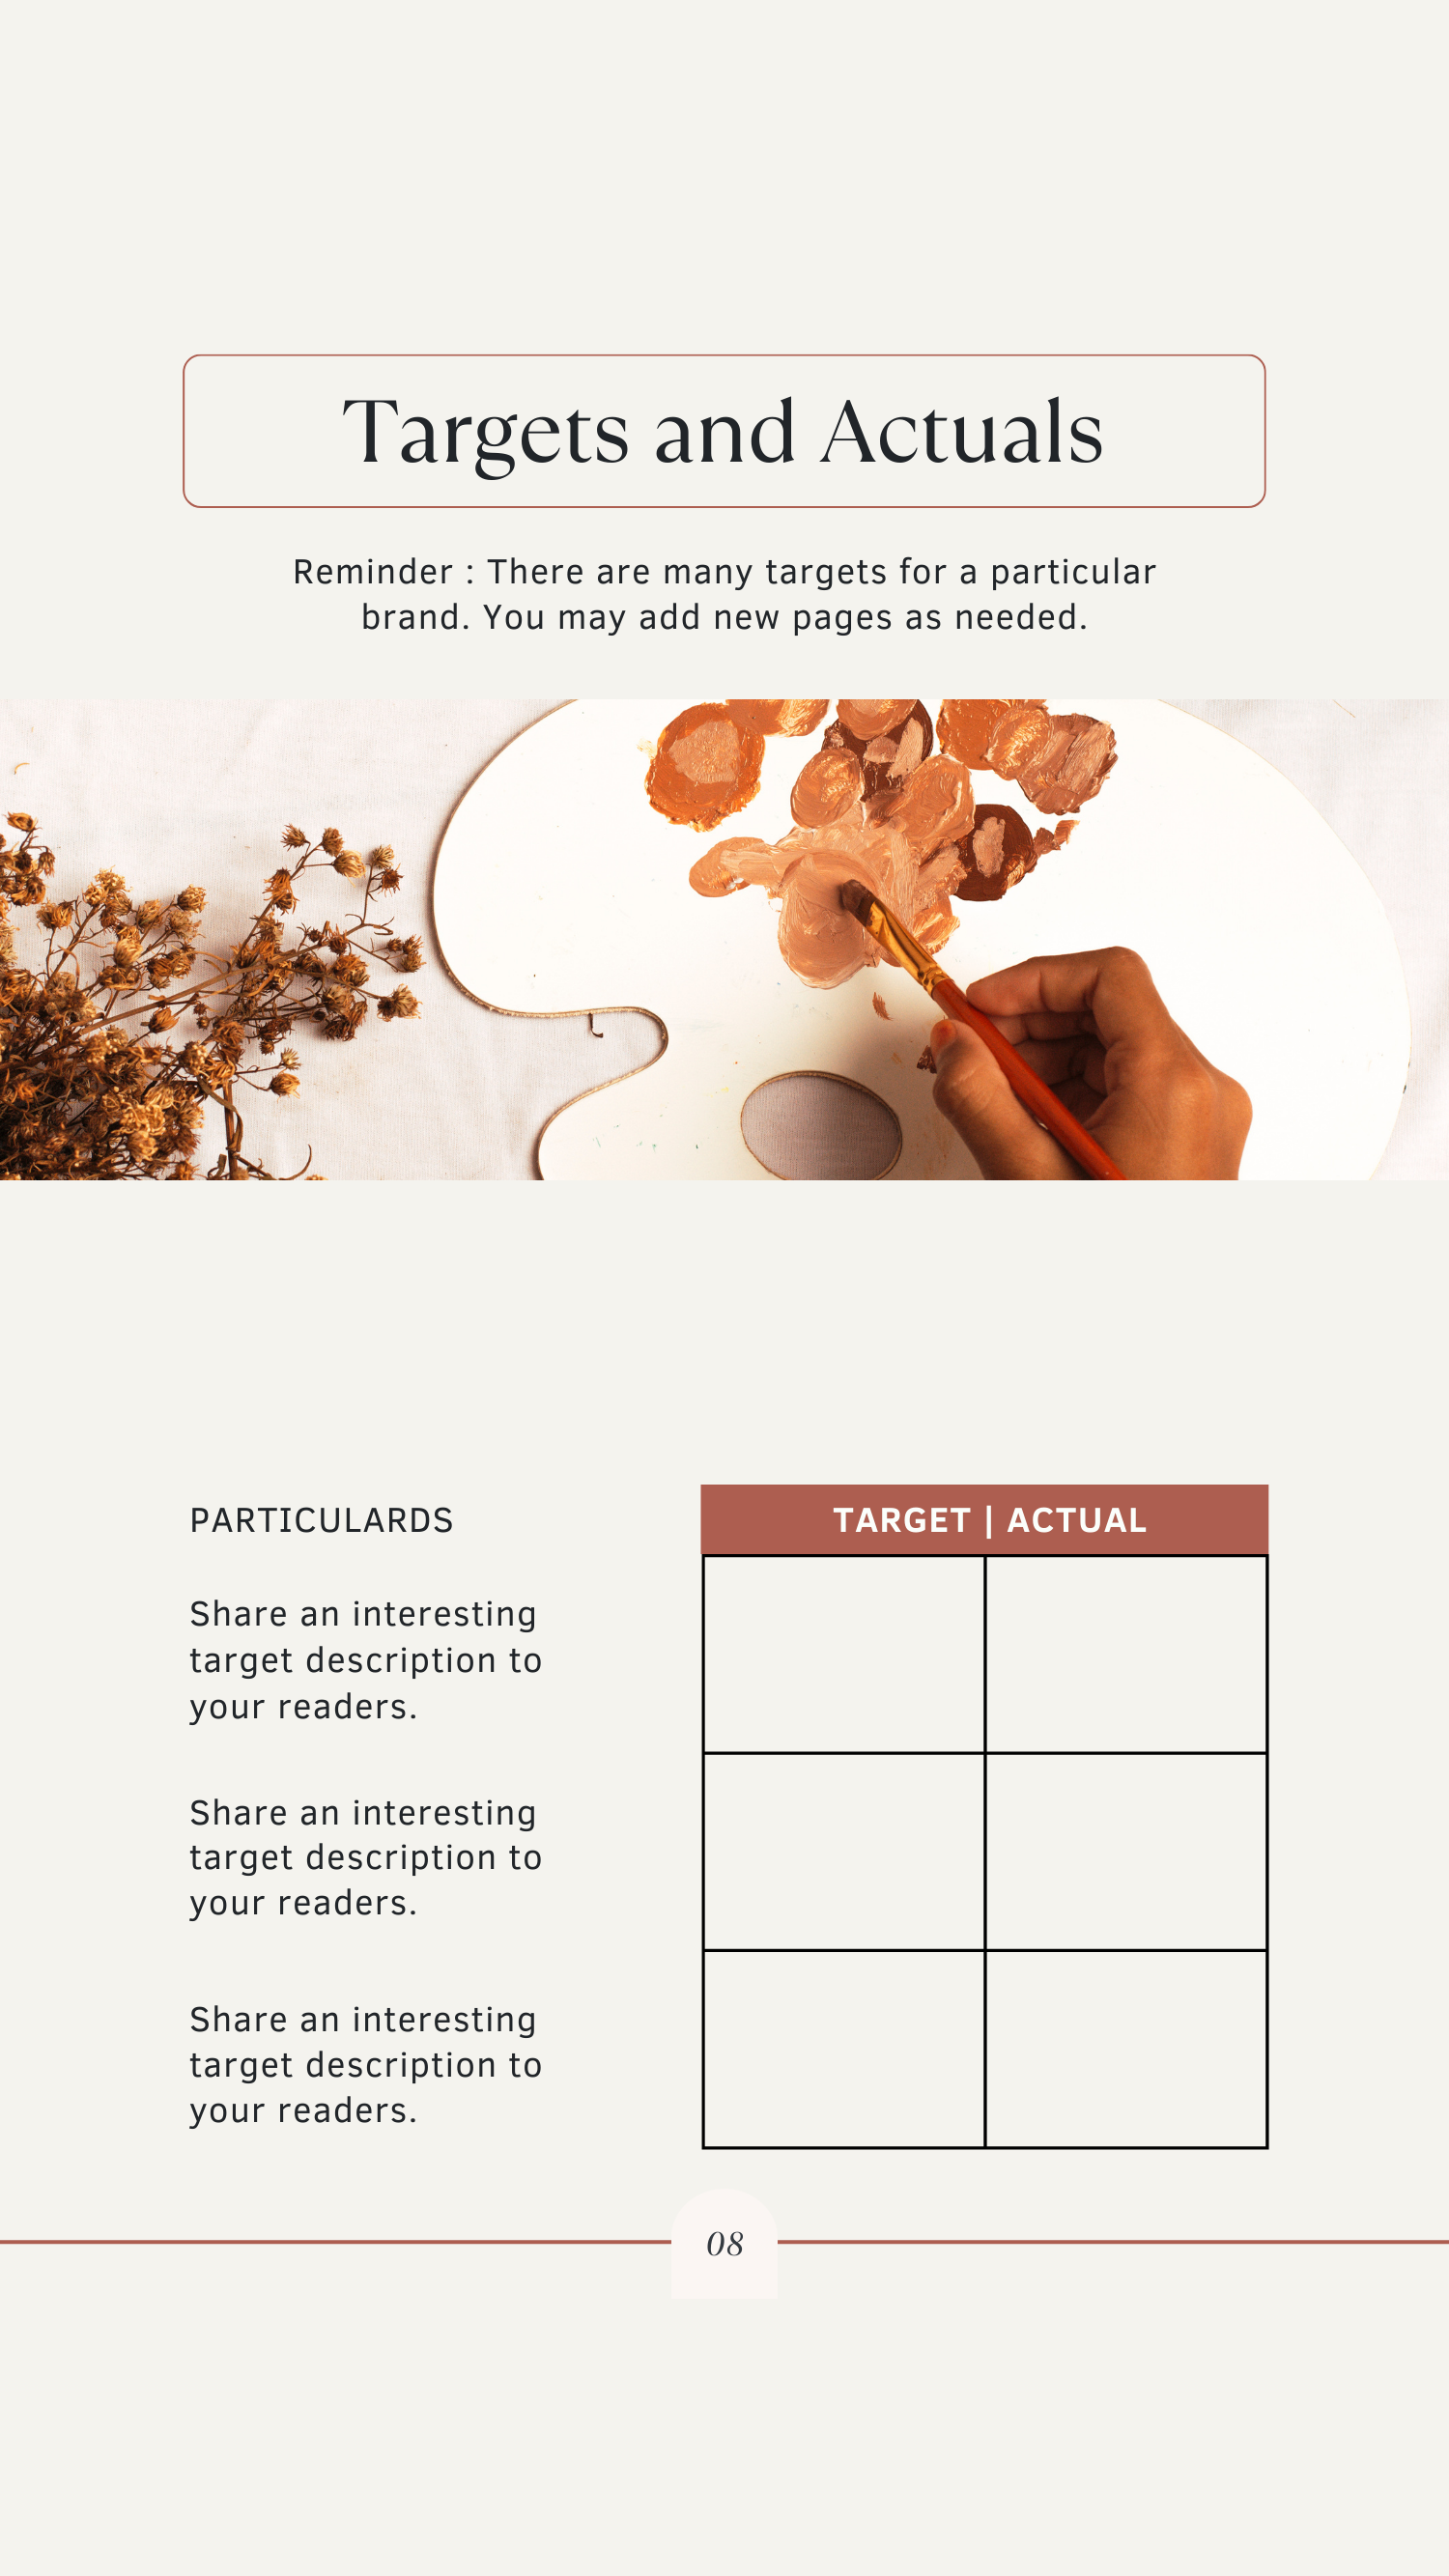 Targets and Actuals
Reminder : There are many targets for a particular
brand. You may add new pages as needed.
PARTICULARDS
TARGET | ACTUAL
Share an interesting
target description to
your readers.
Share an interesting
target description to
your readers.
Share an interesting
target description to
your readers.
08